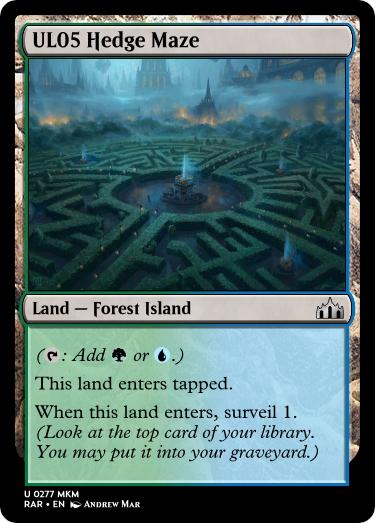 UL05 Hedge Maze
Land — Forest Island
(: Add or .)
This land enters tapped.
When this land enters, surveil 1.
(Look at the top card of your library.
You may put it into your graveyard.)
U 0277 MKM
RAR • EN Andrew Mar